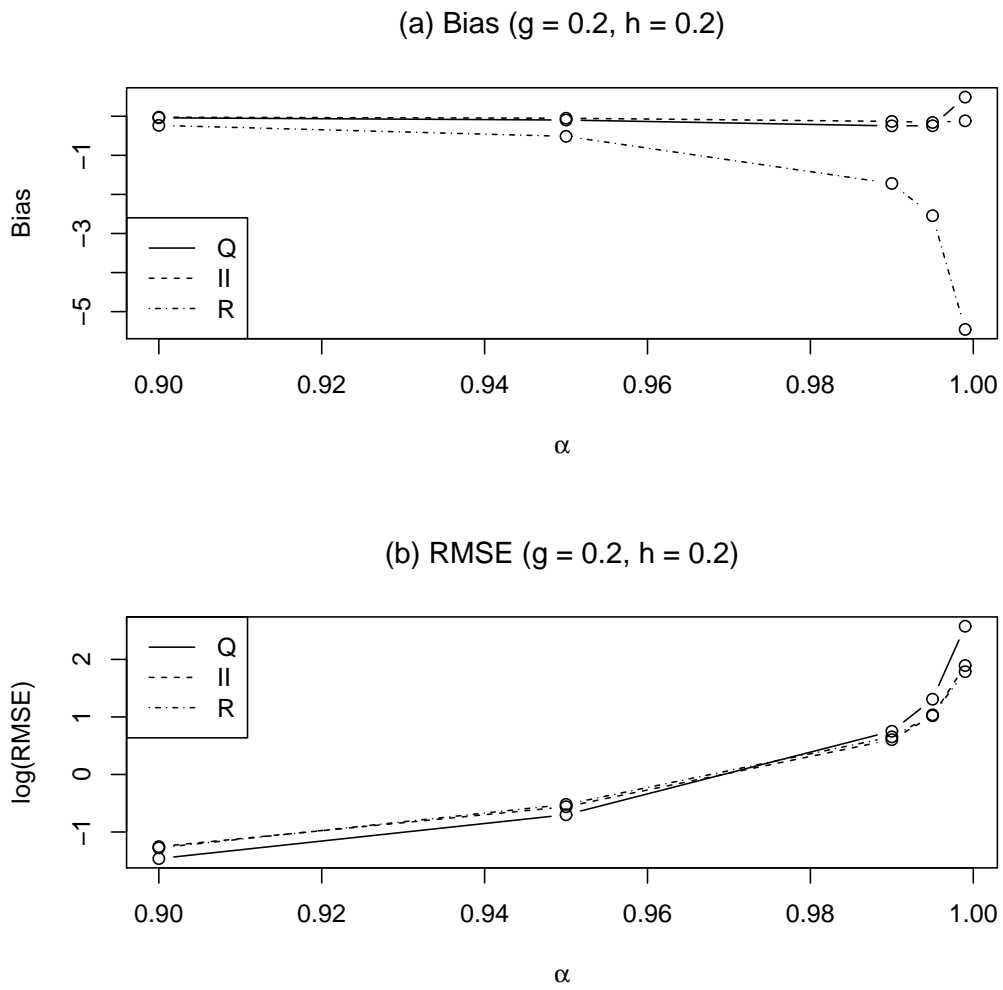 (a) Bias (g = 0.2, h = 0.2)
Bias
−1
−3
−5
Q
II
R
0.90 0.92 0.94 0.96 0.98 1.00
α
(b) RMSE (g = 0.2, h = 0.2)
log(RMSE)
2
1
0
−1
Q
II
R
0.90 0.92 0.94 0.96 0.98 1.00
α